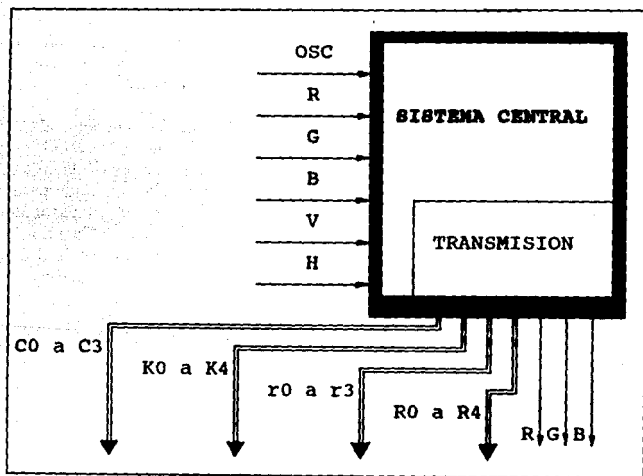 OSC
R
G
B
V
H
SISTEMA CENTRAL
TRANSMISION
C0 a C3
K0 a K4
r0 a r3
R0 a R4
R G B